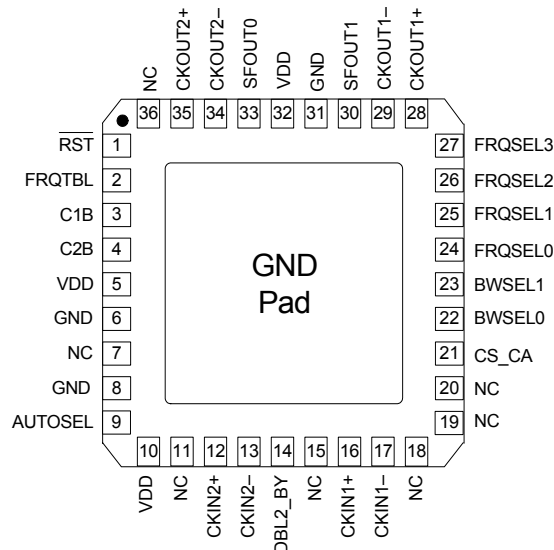 NC
CKOUT2+
CKOUT2–
SFOUT0
VDD
GND
SFOUT1
CKOUT1–
CKOUT1+
36 35 34 33 32 31 30 29 28
RST 1
FRQTBL 2
C1B 3
C2B 4
VDD 5
GND 6
NC 7
GND 8
AUTOSEL 9
GND
Pad
27 FRQSEL3
26 FRQSEL2
25 FRQSEL1
24 FRQSEL0
23 BWSEL1
22 BWSEL0
21 CS_CA
20 NC
19 NC
10 11 12 13 14 15 16 17 18
VDD
NC
CKIN2+
CKIN2–
DBL2_BY
NC
CKIN1+
CKIN1–
NC